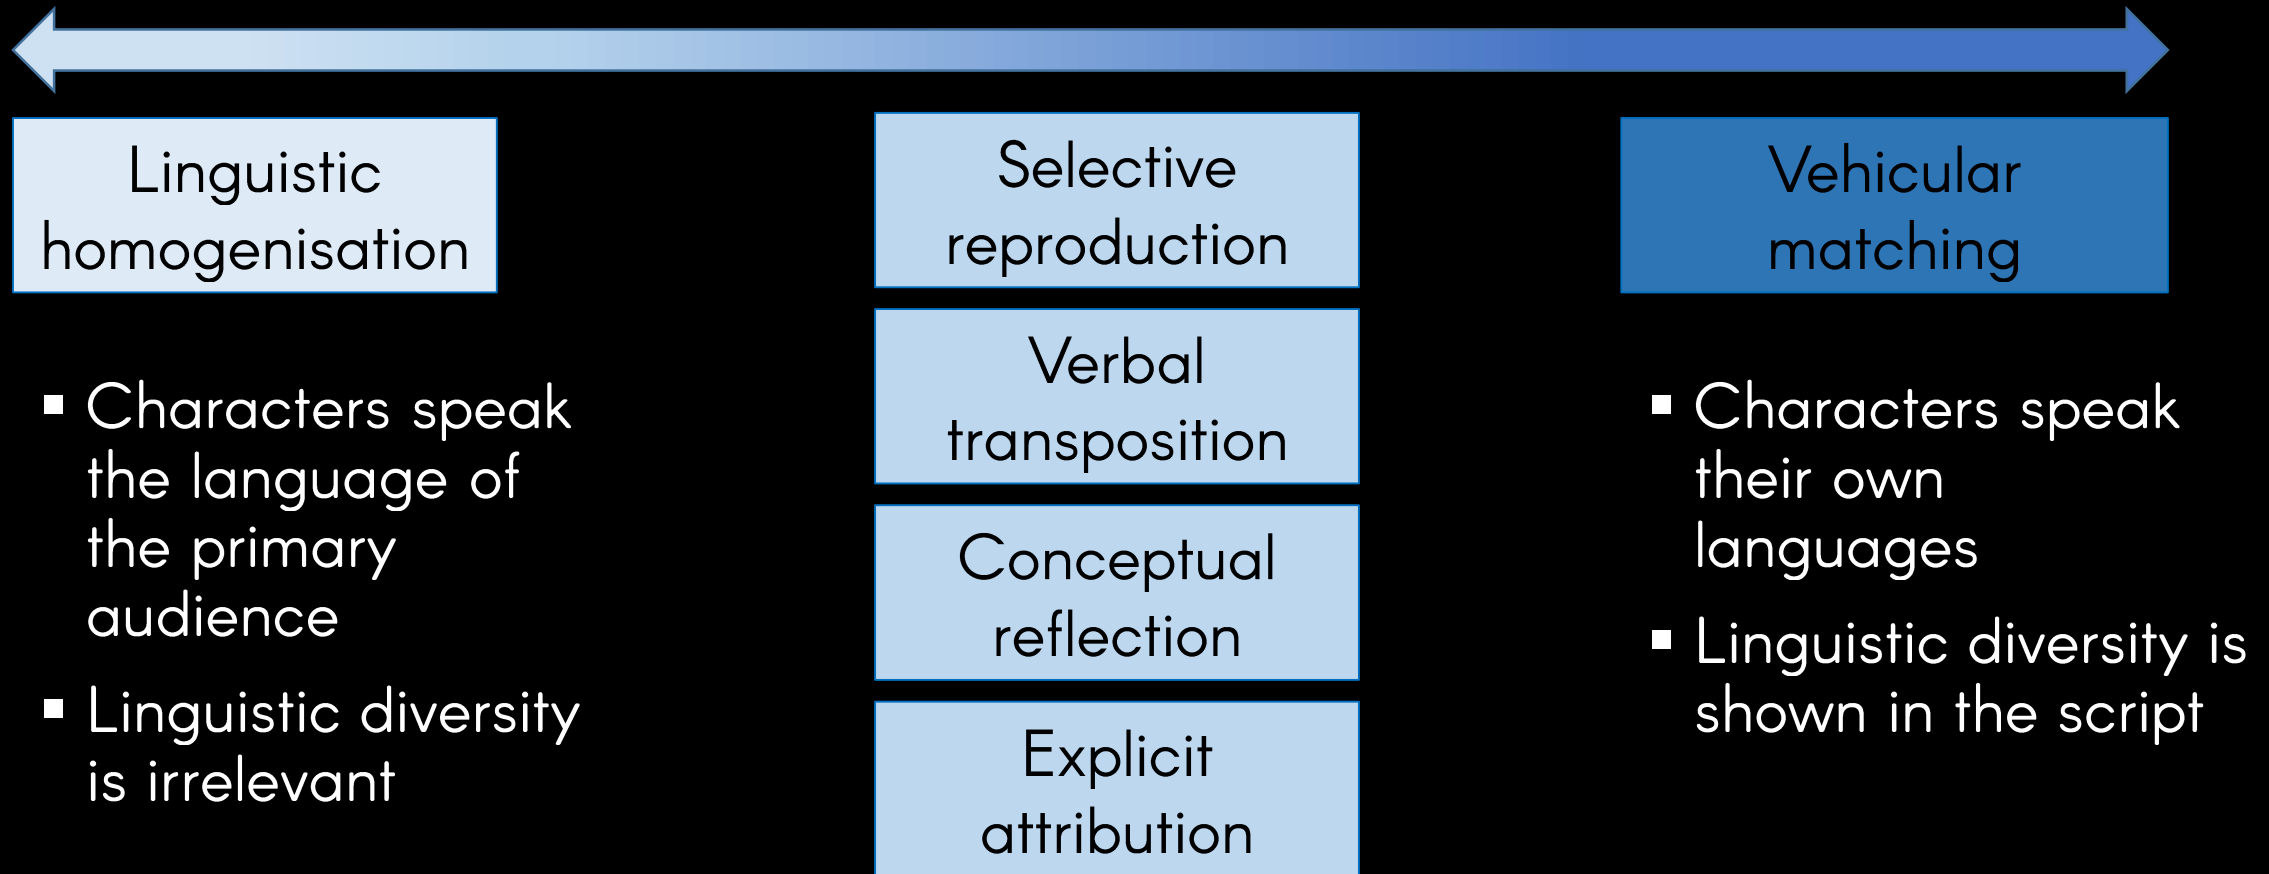 Linguistic
homogenisation
Characters speak
the language of
the primary
audience
Linguistic diversity
is irrelevant
Selective
reproduction
Verbal
transposition
Conceptual
reflection
Explicit
attribution
Vehicular
matching
Characters speak
their own
languages
Linguistic diversity is
shown in the script